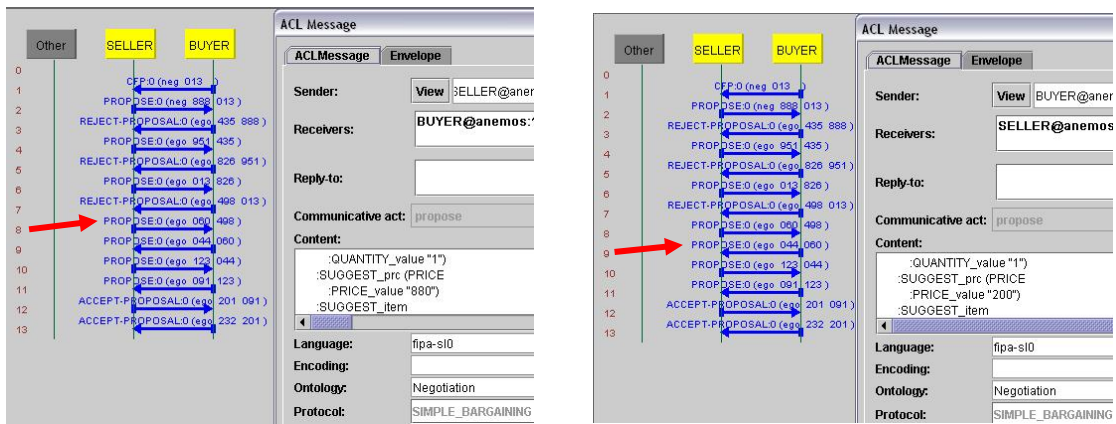 ACL Message
Other SELLER BUYER
ACLMessage Envelope
0
CFP:0 (neg 013 )
1
PROPOSE:0 (neg 888 013 )
2
REJECT-PROPOSAL:0 (ego 435 888 )
3
PROPOSE:0 (ego 951 435 )
4
REJECT-PROPOSAL:0 (ego 826 951 )
5
PROPOSE:0 (ego 013 826 )
6
REJECT-PROPOSAL:0 (ego 498 013 )
7
PROPOSE:0 (ego 060 498 )
8
PROPOSE:0 (ego 044 060 )
9
PROPOSE:0 (ego 123 044 )
10
PROPOSE:0 (ego 091 123 )
11
ACCEPT-PROPOSAL:0 (ego 201 091 )
12
ACCEPT-PROPOSAL:0 (ego 232 201 )
13
Sender: View SELLER@aner
Receivers: BUYER@anemos:
Reply-to:
Communicative act: propose
Content:
:QUANTITY_value "1")
:SUGGEST_prc (PRICE
:PRICE_value "880")
:SUGGEST_item
Language: fipa-sl0
Encoding:
Ontology: Negotiation
Protocol: SIMPLE_BARGAINING
ACL Message
Other SELLER BUYER
ACLMessage Envelope
0
CFP:0 (neg 013 )
1
PROPOSE:0 (neg 888 013 )
2
REJECT-PROPOSAL:0 (ego 435 888 )
3
PROPOSE:0 (ego 951 435 )
4
REJECT-PROPOSAL:0 (ego 826 951 )
5
PROPOSE:0 (ego 013 826 )
6
REJECT-PROPOSAL:0 (ego 498 013 )
7
PROPOSE:0 (ego 060 498 )
8
PROPOSE:0 (ego 044 060 )
9
PROPOSE:0 (ego 123 044 )
10
PROPOSE:0 (ego 091 123 )
11
ACCEPT-PROPOSAL:0 (ego 201 091 )
12
ACCEPT-PROPOSAL:0 (ego 232 201 )
13
Sender: View BUYER@aner
Receivers: SELLER@anemos
Reply-to:
Communicative act: propose
Content:
:QUANTITY_value "1")
:SUGGEST_prc (PRICE
:PRICE_value "200")
:SUGGEST_item
Language: fipa-sl0
Encoding:
Ontology: Negotiation
Protocol: SIMPLE_BARGAINING